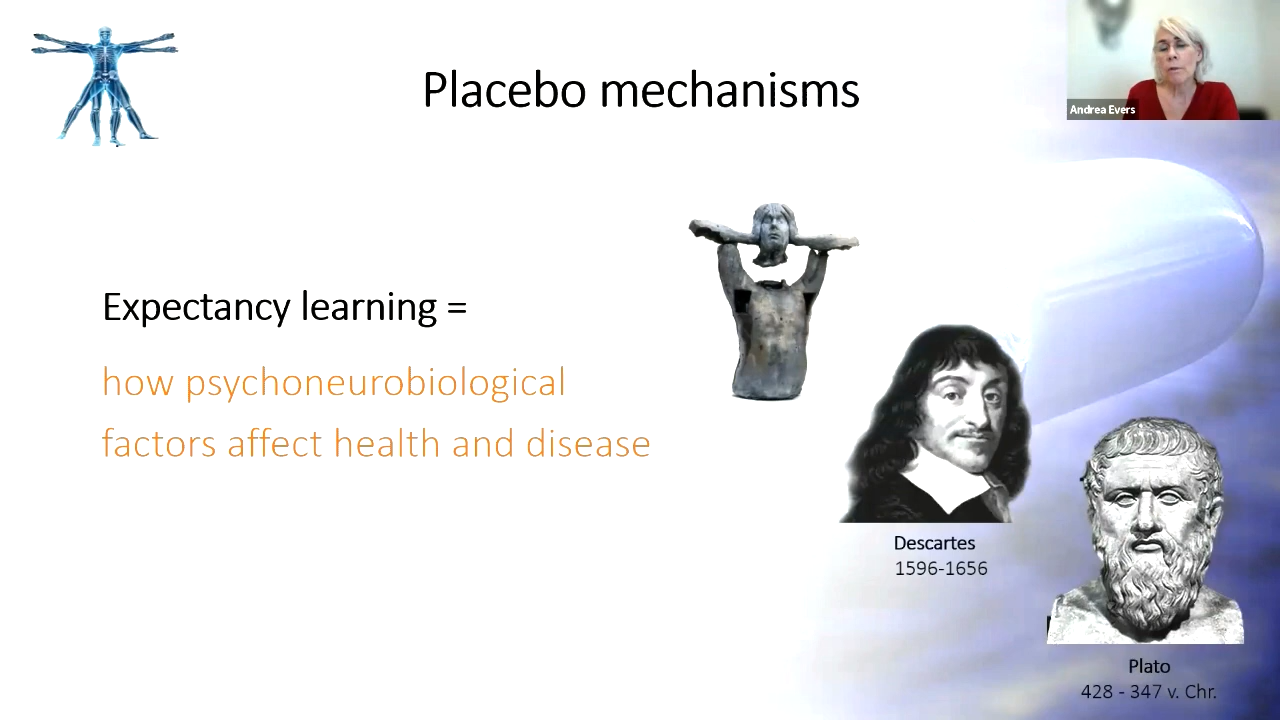 Placebo mechanisms
Andrea Evers
Expectancy learning =
how psychoneurobiological
factors affect health and disease
Descartes
1596-1656
Plato
428 - 347 v. Chr.